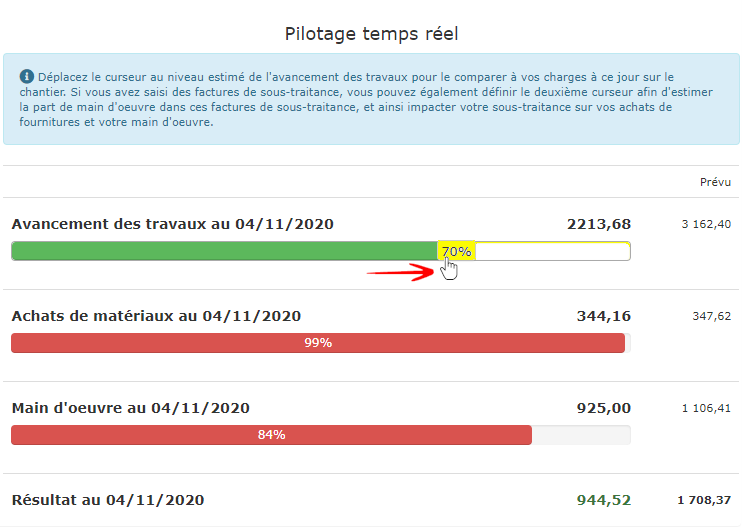 Pilotage temps réel
Déplacez le curseur au niveau estimé de l'avancement des travaux pour le comparer à vos charges à ce jour sur le
chantier. Si vous avez saisi des factures de sous-traitance, vous pouvez également définir le deuxième curseur afin d'estimer
la part de main d'oeuvre dans ces factures de sous-traitance, et ainsi impacter votre sous-traitance sur vos achats de
fournitures et votre main d'oeuvre.
Prévu
Avancement des travaux au 04/11/2020 2213,68 3 162,40
70%
Achats de matériaux au 04/11/2020 344,16 347,62
99%
Main d'oeuvre au 04/11/2020 925,00 1 106,41
84%
Résultat au 04/11/2020 944,52 1 708,37